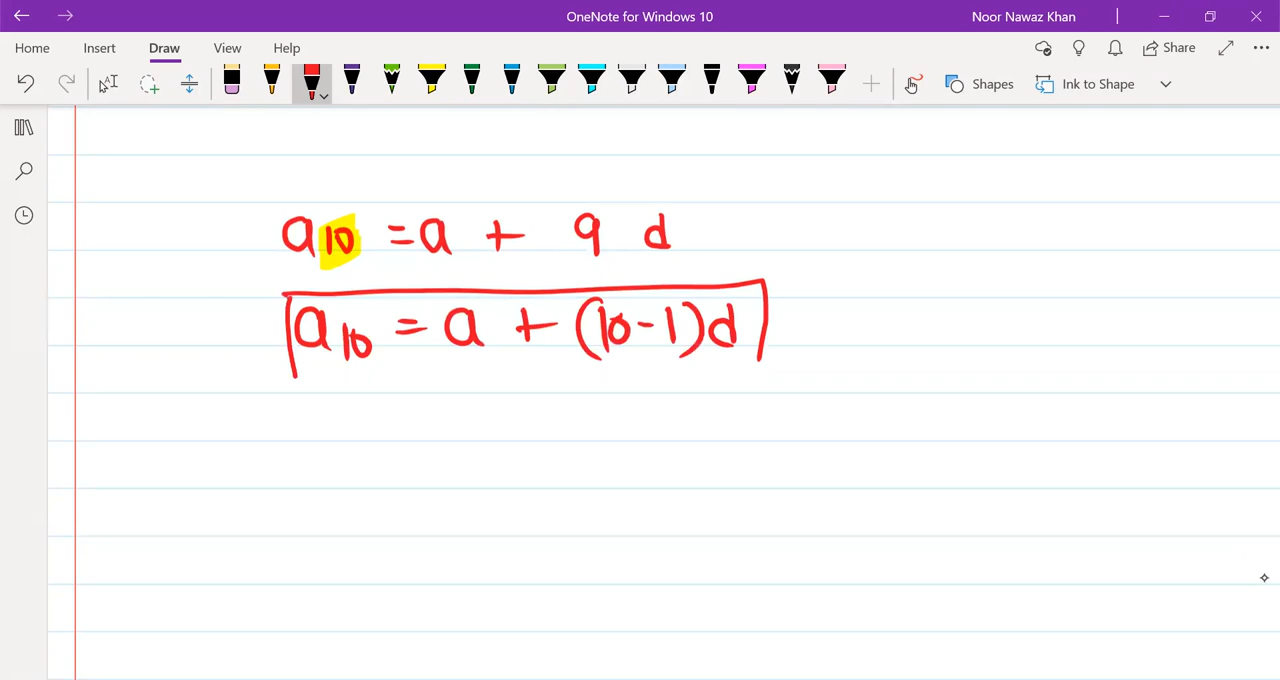 OneNote for Windows 10
Noor Nawaz Khan
Home Insert Draw View Help
Share
Shapes
Ink to Shape
a10 = a + 9 d
a10 = a + (10-1)d